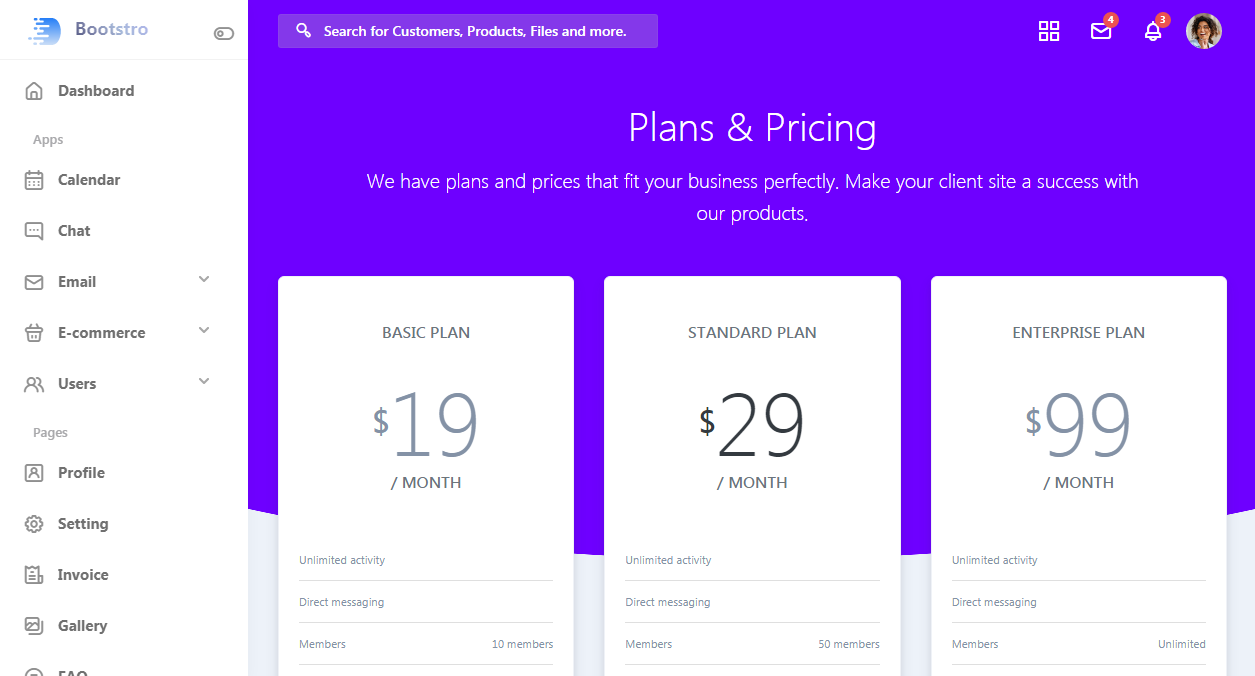 Bootstro
Search for Customers, Products, Files and more.
4
3
Dashboard
Apps
Calendar
Chat
Email
E-commerce
Users
Pages
Profile
Setting
Invoice
Gallery
FAQ
Plans & Pricing
We have plans and prices that fit your business perfectly. Make your client site a success with
our products.
BASIC PLAN
$19
/ MONTH
Unlimited activity
Direct messaging
Members 10 members
STANDARD PLAN
$29
/ MONTH
Unlimited activity
Direct messaging
Members 50 members
ENTERPRISE PLAN
$99
/ MONTH
Unlimited activity
Direct messaging
Members Unlimited